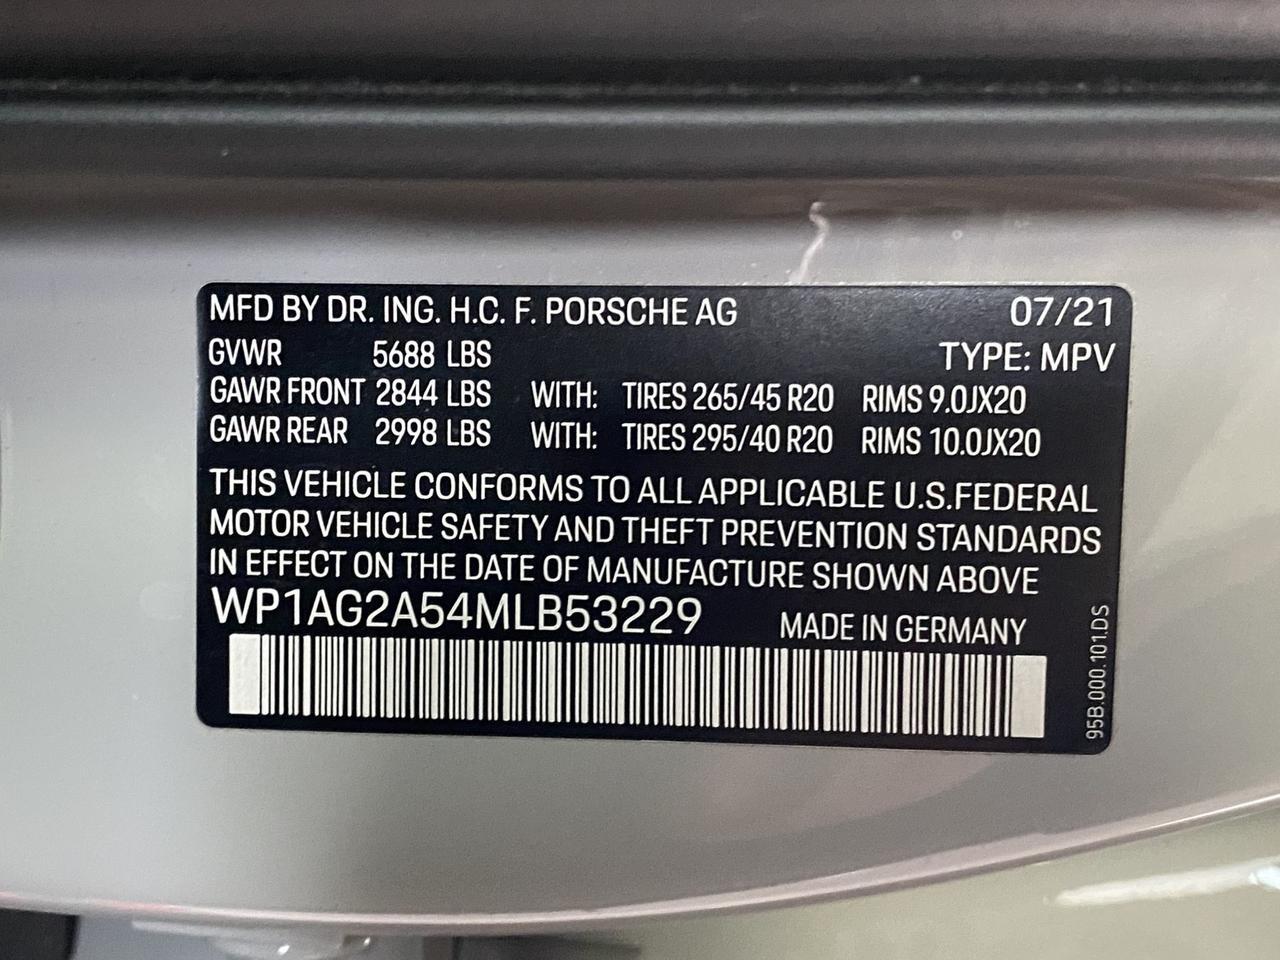 MFD BY DR. ING. H.C. F. PORSCHE AG 07/21
GVWR 5688 LBS TYPE: MPV
GAWR FRONT 2844 LBS WITH: TIRES 265/45 R20 RIMS 9.0JX20
GAWR REAR 2998 LBS WITH: TIRES 295/40 R20 RIMS 10.0JX20
THIS VEHICLE CONFORMS TO ALL APPLICABLE U.S.FEDERAL
MOTOR VEHICLE SAFETY AND THEFT PREVENTION STANDARDS
IN EFFECT ON THE DATE OF MANUFACTURE SHOWN ABOVE
WP1AG2A54MLB53229 MADE IN GERMANY
95B.000.101.DS